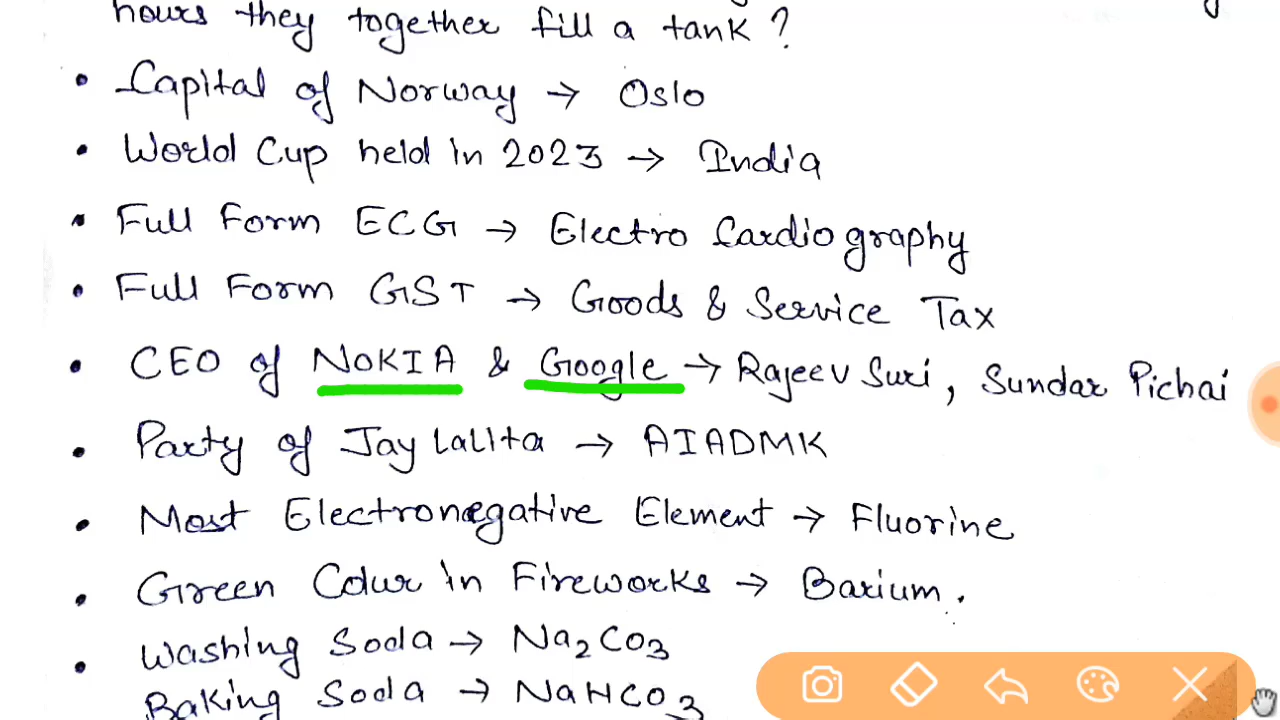 hours they together fill a tank?
• Capital of Norway → Oslo
• World Cup held in 2023 → India
• Full Form ECG → Electro Cardiography
• Full Form GST → Goods & Service Tax
• CEO of NOKIA & Google → Rajeev Suri, Sundar Pichai
• Party of Jay Lalita → AIADMK
• Most Electronegative Element → Fluorine
• Green Colur in Fireworks → Barium.
• Washing Soda → Na₂CO₃
Baking Soda → NaHCO₃